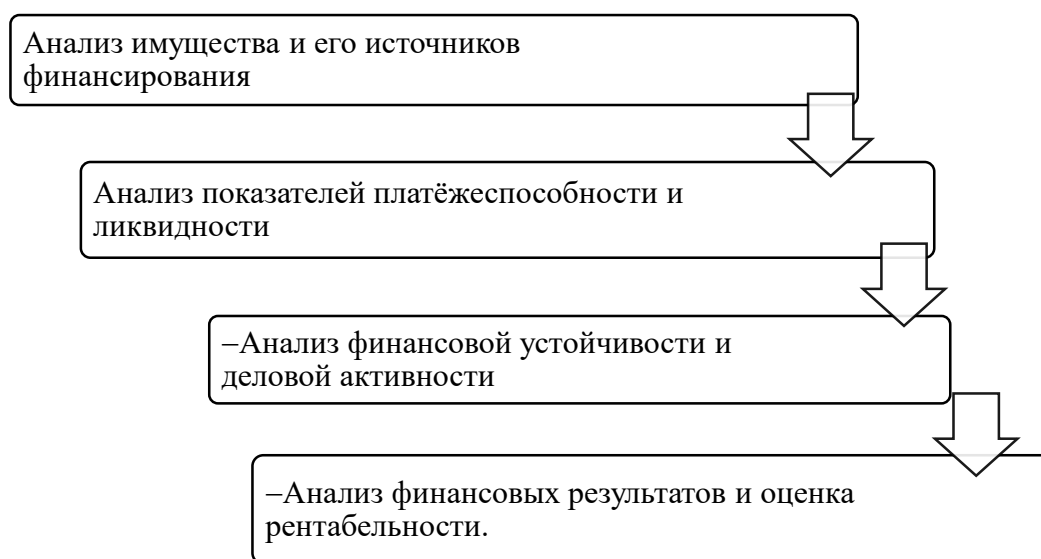 Анализ имущества и его источников
финансирования
Анализ показателей платёжеспособности и
ликвидности
–Анализ финансовой устойчивости и
деловой активности
–Анализ финансовых результатов и оценка
рентабельности.